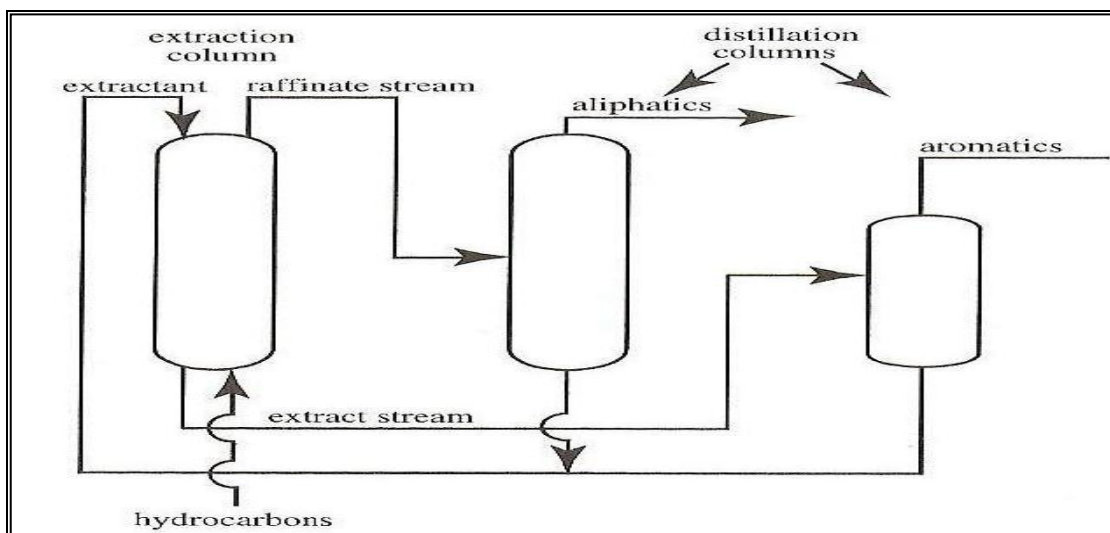 extraction
column
distillation
columns
extractant
raffinate stream
aliphatics
aromatics
extract stream
hydrocarbons